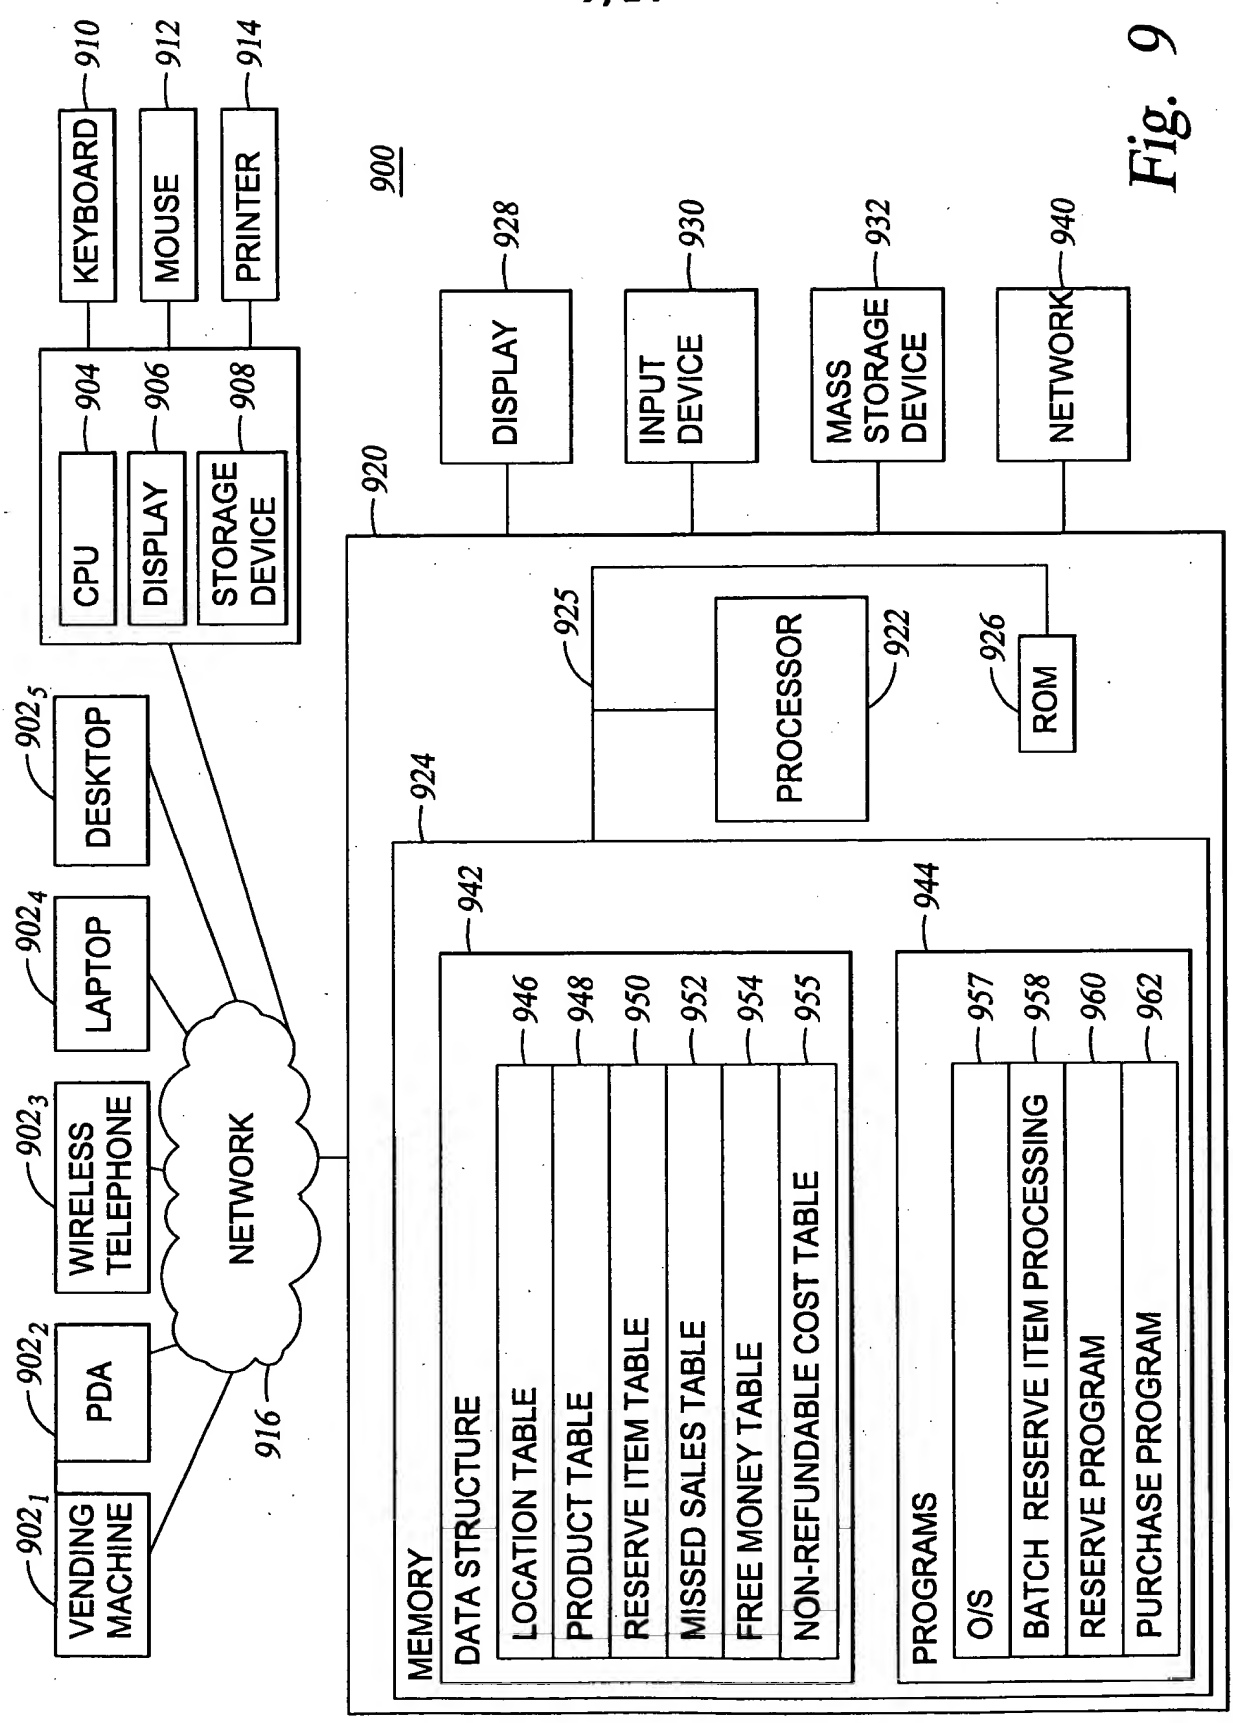 902₁
VENDING
MACHINE
902₂
PDA
902₃
WIRELESS
TELEPHONE
902₄
LAPTOP
902₅
DESKTOP
CPU
904
DISPLAY
906
STORAGE
DEVICE
908
KEYBOARD
910
MOUSE
912
PRINTER
914
NETWORK
916
900
920
MEMORY
924
DATA STRUCTURE
942
LOCATION TABLE
946
PRODUCT TABLE
948
RESERVE ITEM TABLE
950
MISSED SALES TABLE
952
FREE MONEY TABLE
954
NON-REFUNDABLE COST TABLE
955
PROGRAMS
944
O/S
957
BATCH RESERVE ITEM PROCESSING
958
RESERVE PROGRAM
960
PURCHASE PROGRAM
962
925
PROCESSOR
922
926
ROM
DISPLAY
928
INPUT
DEVICE
930
MASS
STORAGE
DEVICE
932
NETWORK
940
Fig. 9